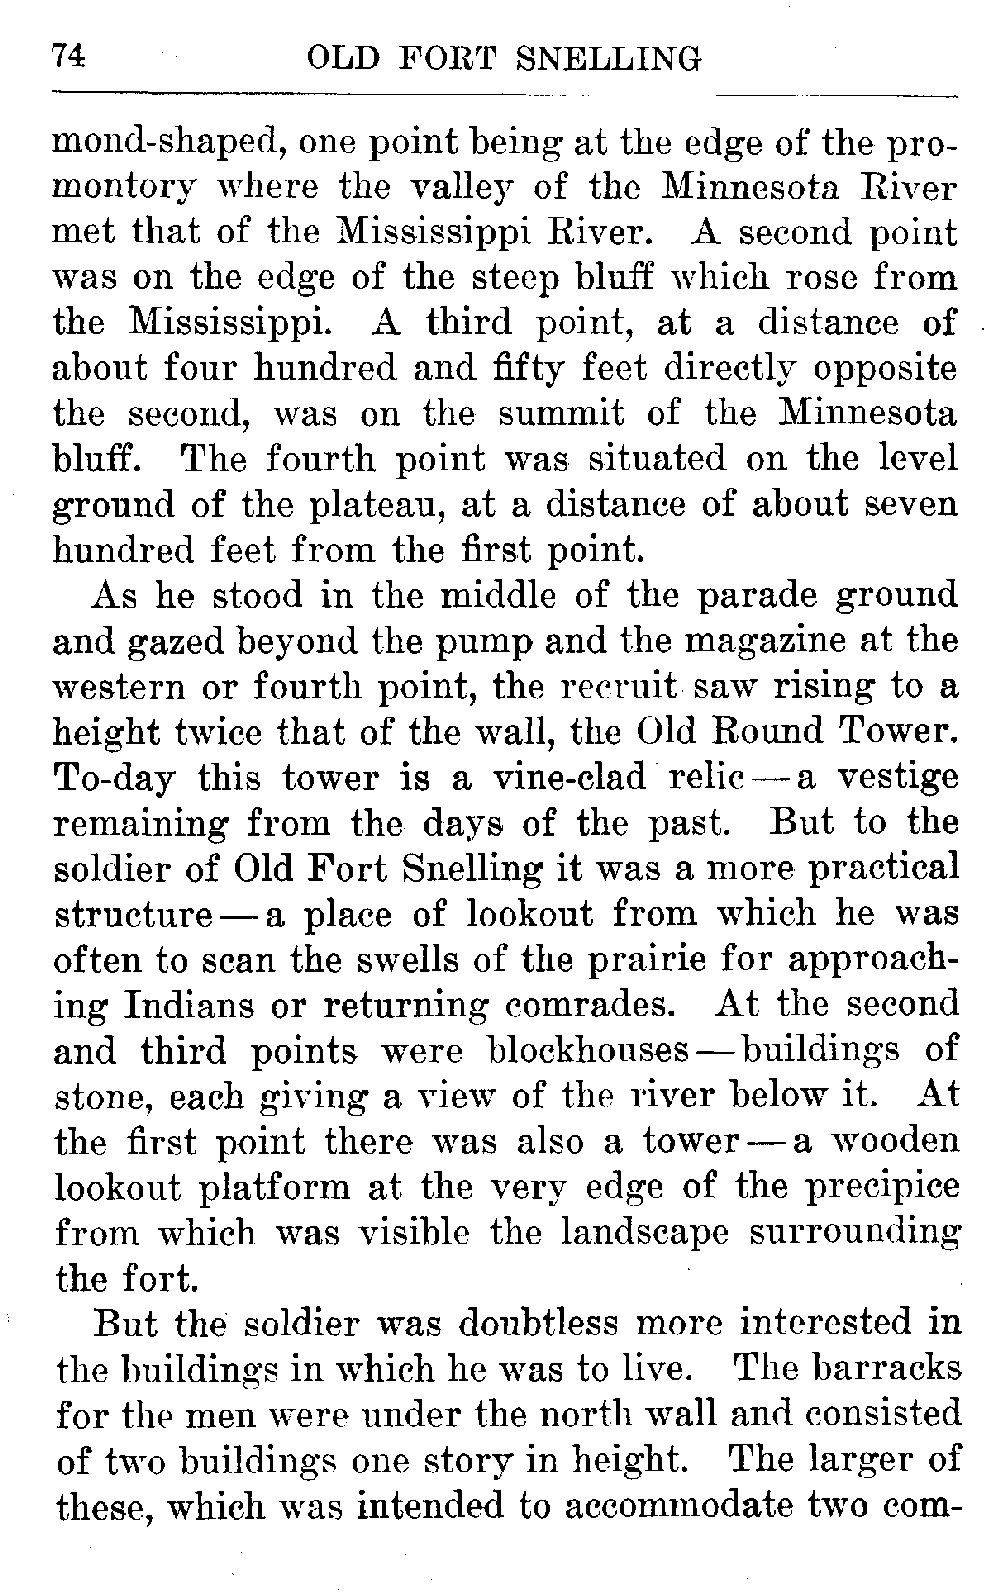 74 OLD FORT SNELLING
mond-shaped, one point being at the edge of the pro-
montory where the valley of the Minnesota River
met that of the Mississippi River. A second point
was on the edge of the steep bluff which rose from
the Mississippi. A third point, at a distance of
about four hundred and fifty feet directly opposite
the second, was on the summit of the Minnesota
bluff. The fourth point was situated on the level
ground of the plateau, at a distance of about seven
hundred feet from the first point.
As he stood in the middle of the parade ground
and gazed beyond the pump and the magazine at the
western or fourth point, the recruit saw rising to a
height twice that of the wall, the Old Round Tower.
To-day this tower is a vine-clad relic — a vestige
remaining from the days of the past. But to the
soldier of Old Fort Snelling it was a more practical
structure — a place of lookout from which he was
often to scan the swells of the prairie for approach-
ing Indians or returning comrades. At the second
and third points were blockhouses — buildings of
stone, each giving a view of the river below it. At
the first point there was also a tower — a wooden
lookout platform at the very edge of the precipice
from which was visible the landscape surrounding
the fort.
But the soldier was doubtless more interested in
the buildings in which he was to live. The barracks
for the men were under the north wall and consisted
of two buildings one story in height. The larger of
these, which was intended to accommodate two com-